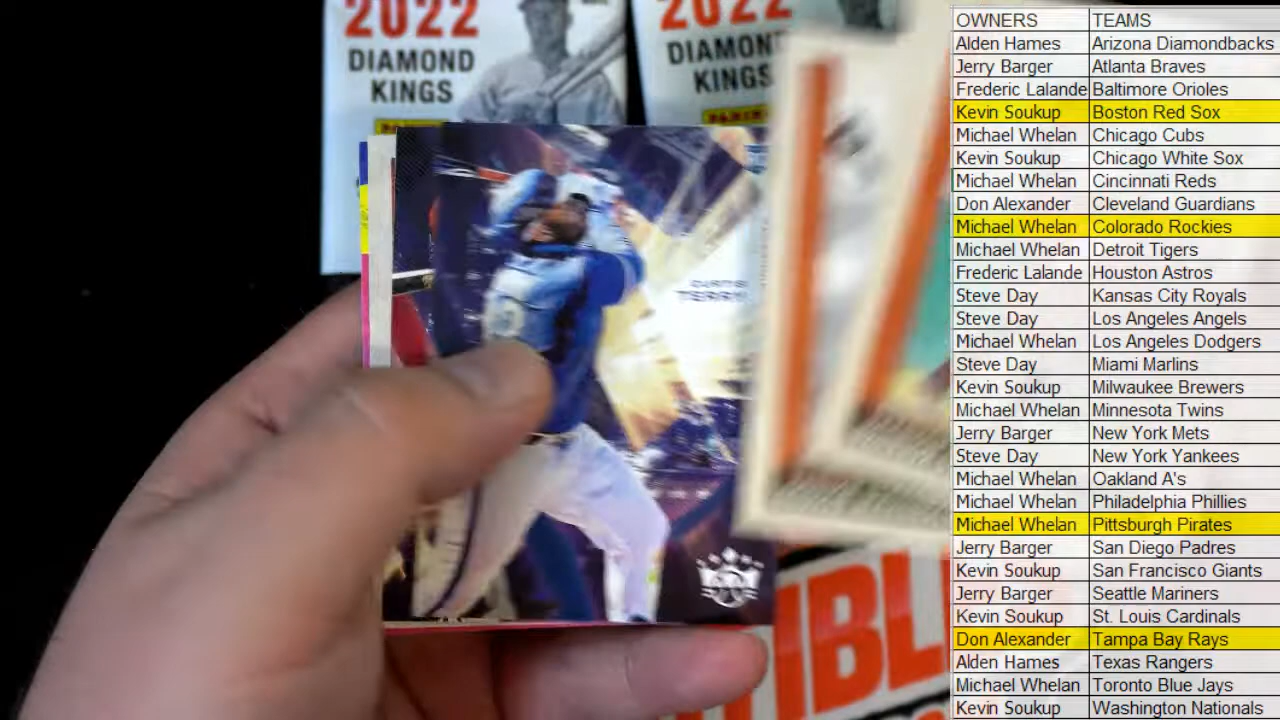 2022
DIAMOND
KINGS
2022
DIAMOND
KINGS
CURTIS
TERRY
IBL
OWNERS TEAMS
Alden Hames Arizona Diamondbacks
Jerry Barger Atlanta Braves
Frederic Lalande Baltimore Orioles
Kevin Soukup Boston Red Sox
Michael Whelan Chicago Cubs
Kevin Soukup Chicago White Sox
Michael Whelan Cincinnati Reds
Don Alexander Cleveland Guardians
Michael Whelan Colorado Rockies
Michael Whelan Detroit Tigers
Frederic Lalande Houston Astros
Steve Day Kansas City Royals
Steve Day Los Angeles Angels
Michael Whelan Los Angeles Dodgers
Steve Day Miami Marlins
Kevin Soukup Milwaukee Brewers
Michael Whelan Minnesota Twins
Jerry Barger New York Mets
Steve Day New York Yankees
Michael Whelan Oakland A's
Michael Whelan Philadelphia Phillies
Michael Whelan Pittsburgh Pirates
Jerry Barger San Diego Padres
Kevin Soukup San Francisco Giants
Jerry Barger Seattle Mariners
Kevin Soukup St. Louis Cardinals
Don Alexander Tampa Bay Rays
Alden Hames Texas Rangers
Michael Whelan Toronto Blue Jays
Kevin Soukup Washington Nationals